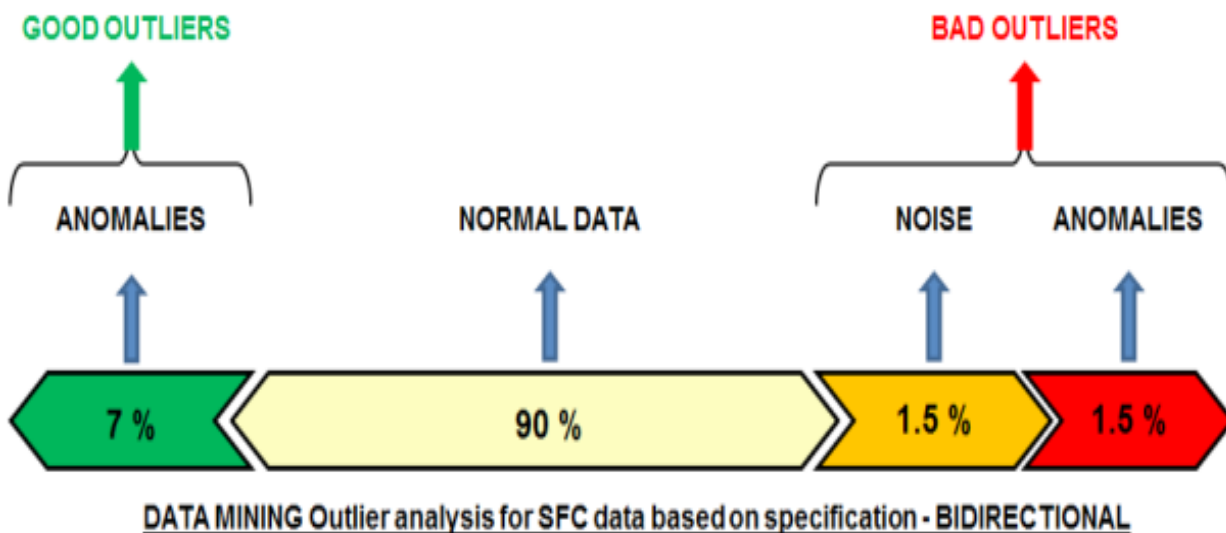 GOOD OUTLIERS
BAD OUTLIERS
ANOMALIES
NORMAL DATA
NOISE
ANOMALIES
7 %
90 %
1.5 %
1.5 %
DATA MINING Outlier analysis for SFC data based on specification - BIDIRECTIONAL